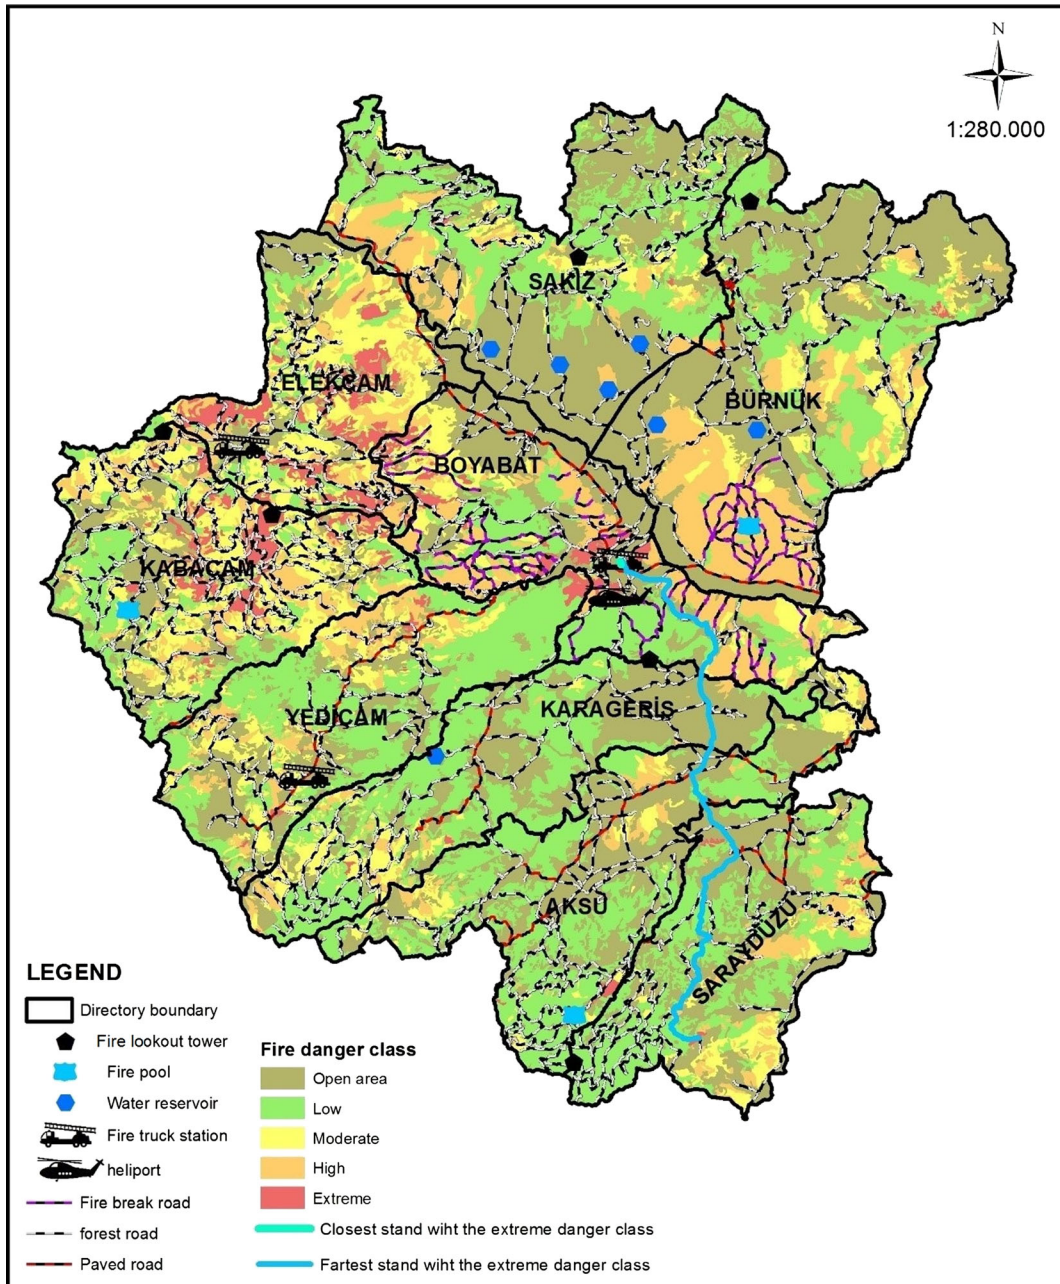 N
1:280.000
SAKIZ
ELEKÇAM
BÜRNÜK
BOYABAT
KABAÇAM
YEDİÇAM
KARAGERİŞ
AKSU
SARAYDÜZÜ
LEGEND
Directory boundary
Fire lookout tower
Fire pool
Water reservoir
Fire truck station
heliport
Fire break road
forest road
Paved road
Fire danger class
Open area
Low
Moderate
High
Extreme
Closest stand wiht the extreme danger class
Fartest stand wiht the extreme danger class